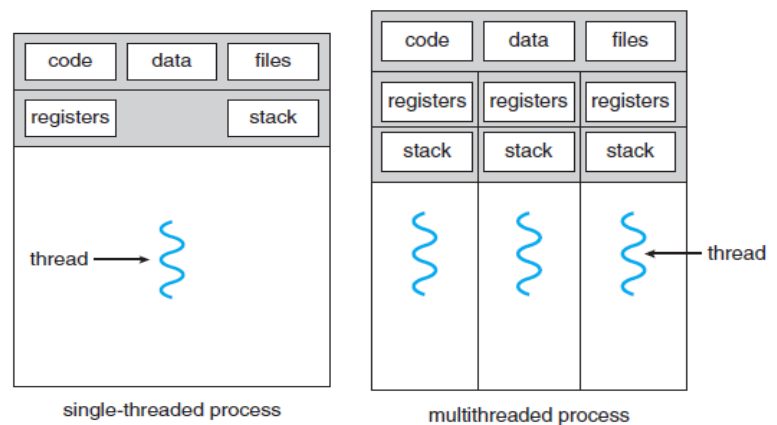 code data files
registers stack
thread
single-threaded process
code data files
registers registers registers
stack stack stack
thread
multithreaded process